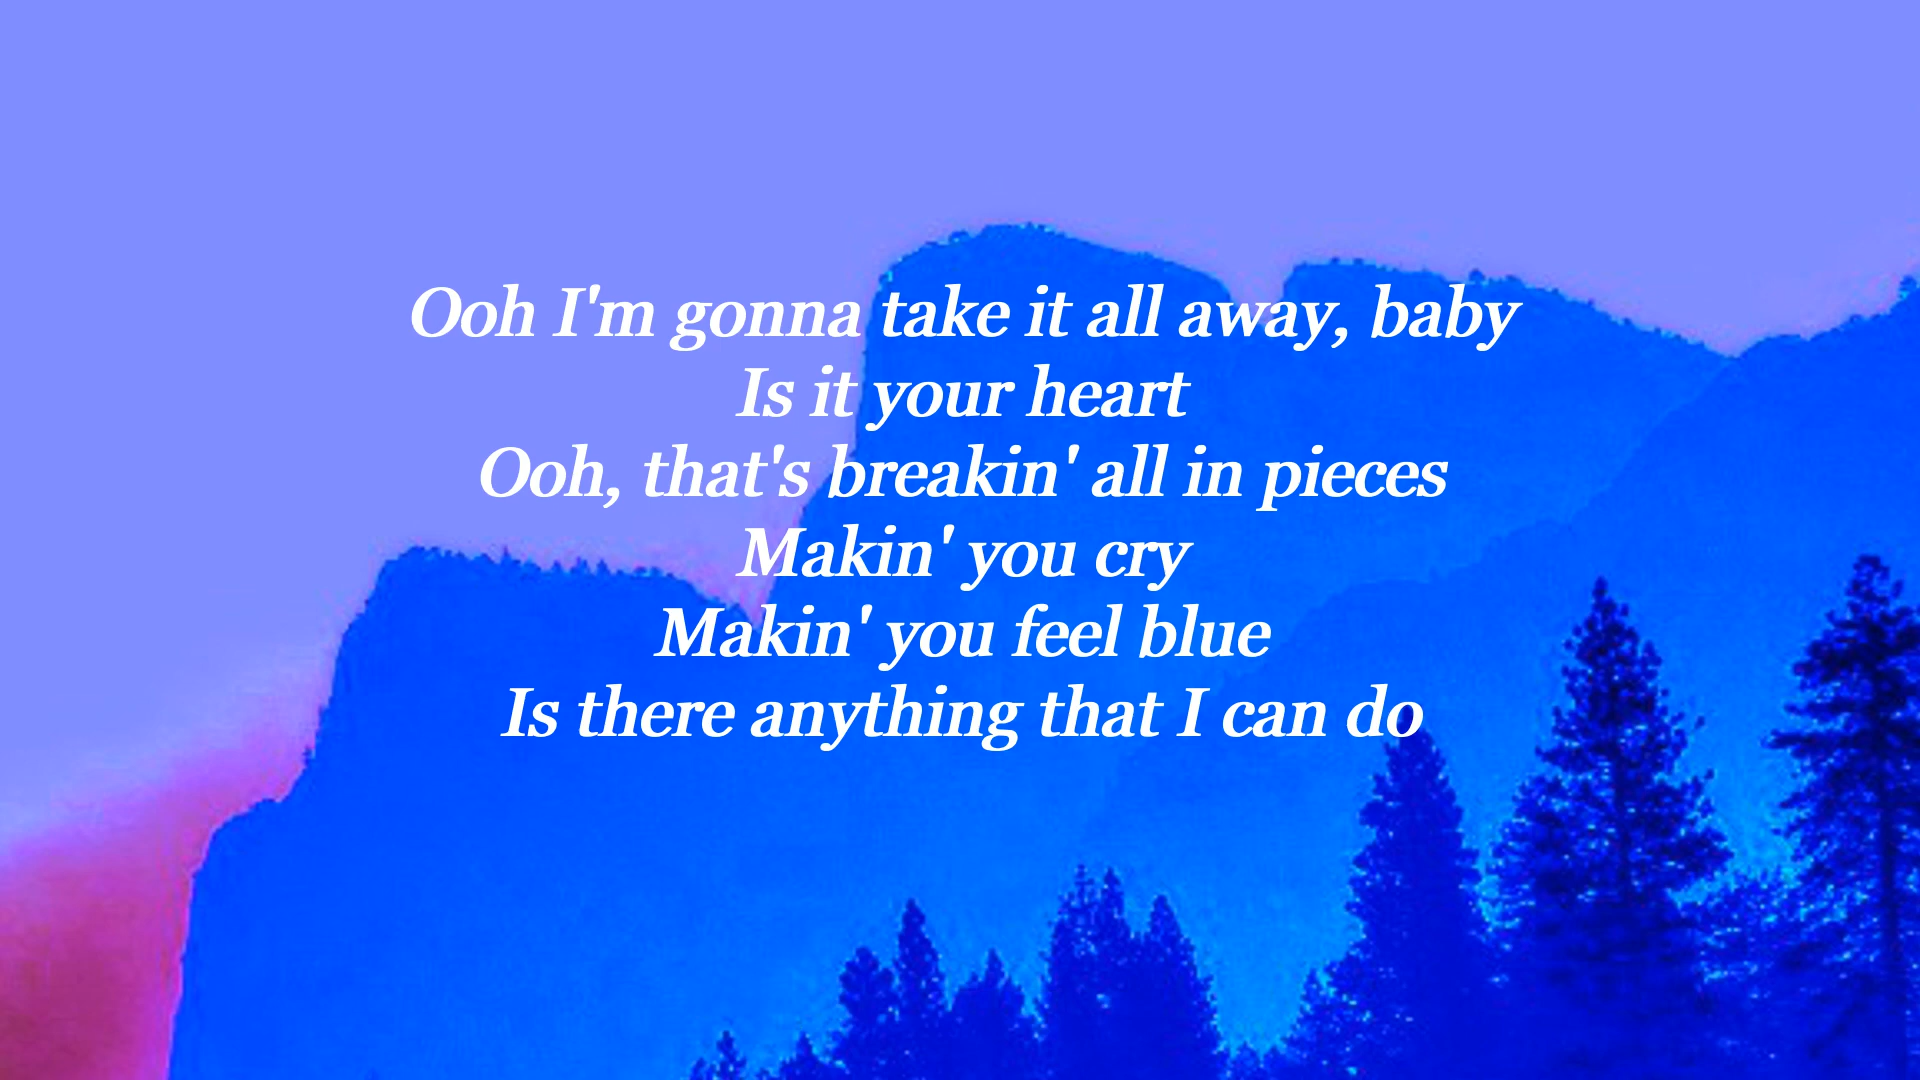 Ooh I'm gonna take it all away, baby
Is it your heart
Ooh, that's breakin' all in pieces
Makin' you cry
Makin' you feel blue
Is there anything that I can do